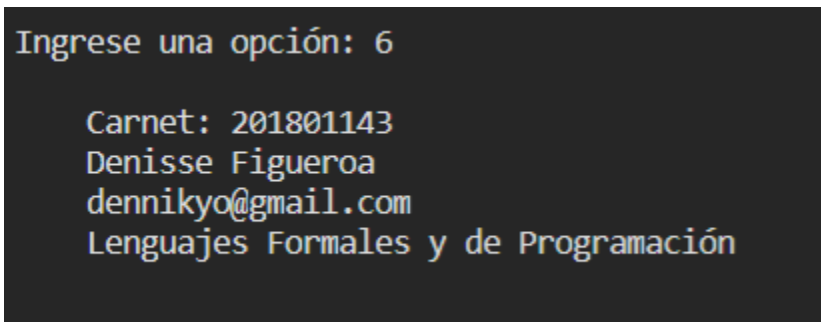 Ingrese una opción: 6
Carnet: 201801143
Denisse Figueroa
dennikyo@gmail.com
Lenguajes Formales y de Programación